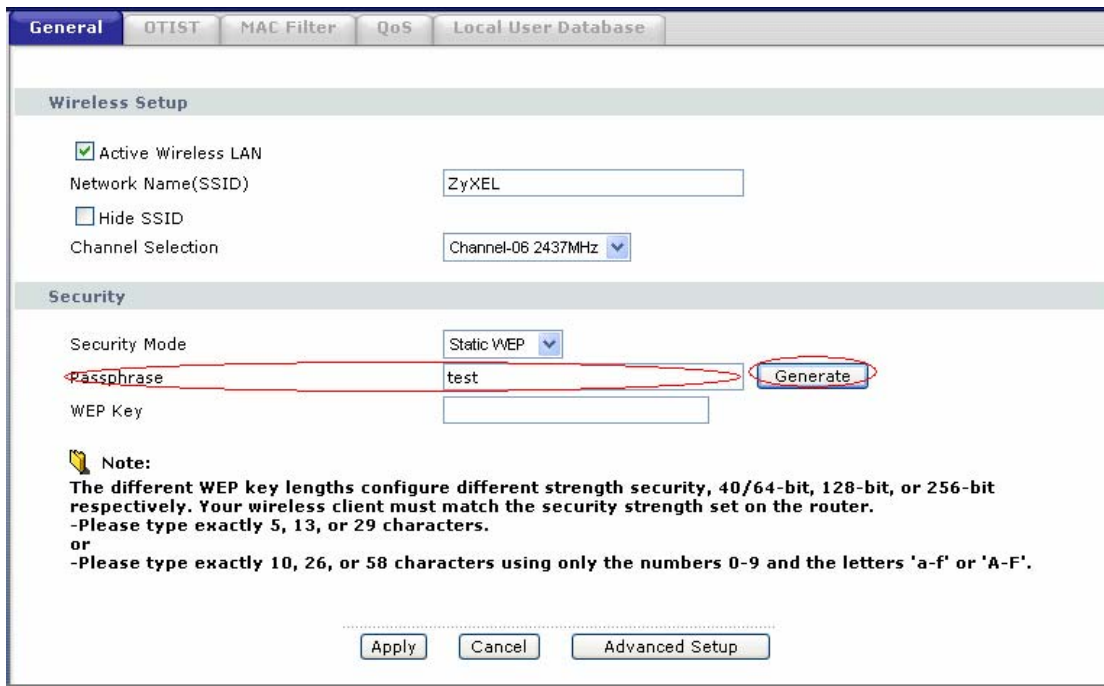 General OTIST MAC Filter QoS Local User Database
Wireless Setup
Active Wireless LAN
Network Name(SSID) ZyXEL
Hide SSID
Channel Selection Channel-06 2437MHz
Security
Security Mode Static WEP
Passphrase test Generate
WEP Key
Note:
The different WEP key lengths configure different strength security, 40/64-bit, 128-bit, or 256-bit
respectively. Your wireless client must match the security strength set on the router.
-Please type exactly 5, 13, or 29 characters.
or
-Please type exactly 10, 26, or 58 characters using only the numbers 0-9 and the letters 'a-f' or 'A-F'.
Apply Cancel Advanced Setup